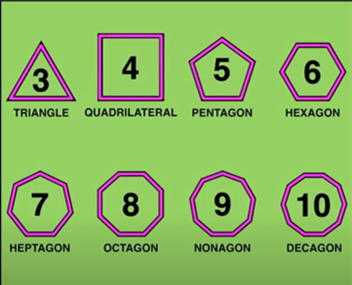 3 4 5 6
TRIANGLE QUADRILATERAL PENTAGON HEXAGON
7 8 9 10
HEPTAGON OCTAGON NONAGON DECAGON